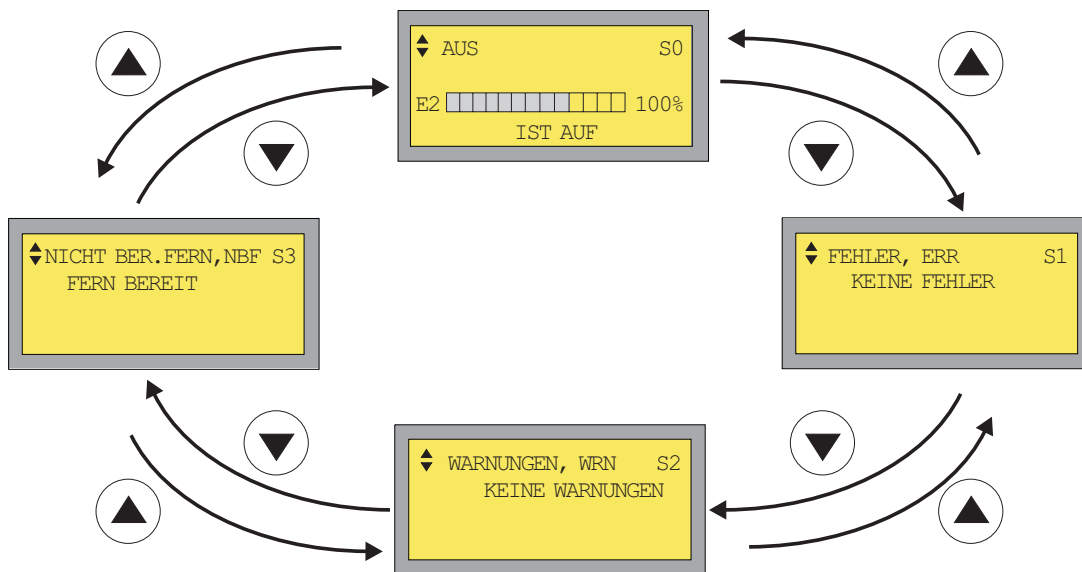 AUS S0
E2 100%
IST AUF
NICHT BER.FERN,NBF S3
FERN BEREIT
FEHLER, ERR S1
KEINE FEHLER
WARNUNGEN, WRN S2
KEINE WARNUNGEN